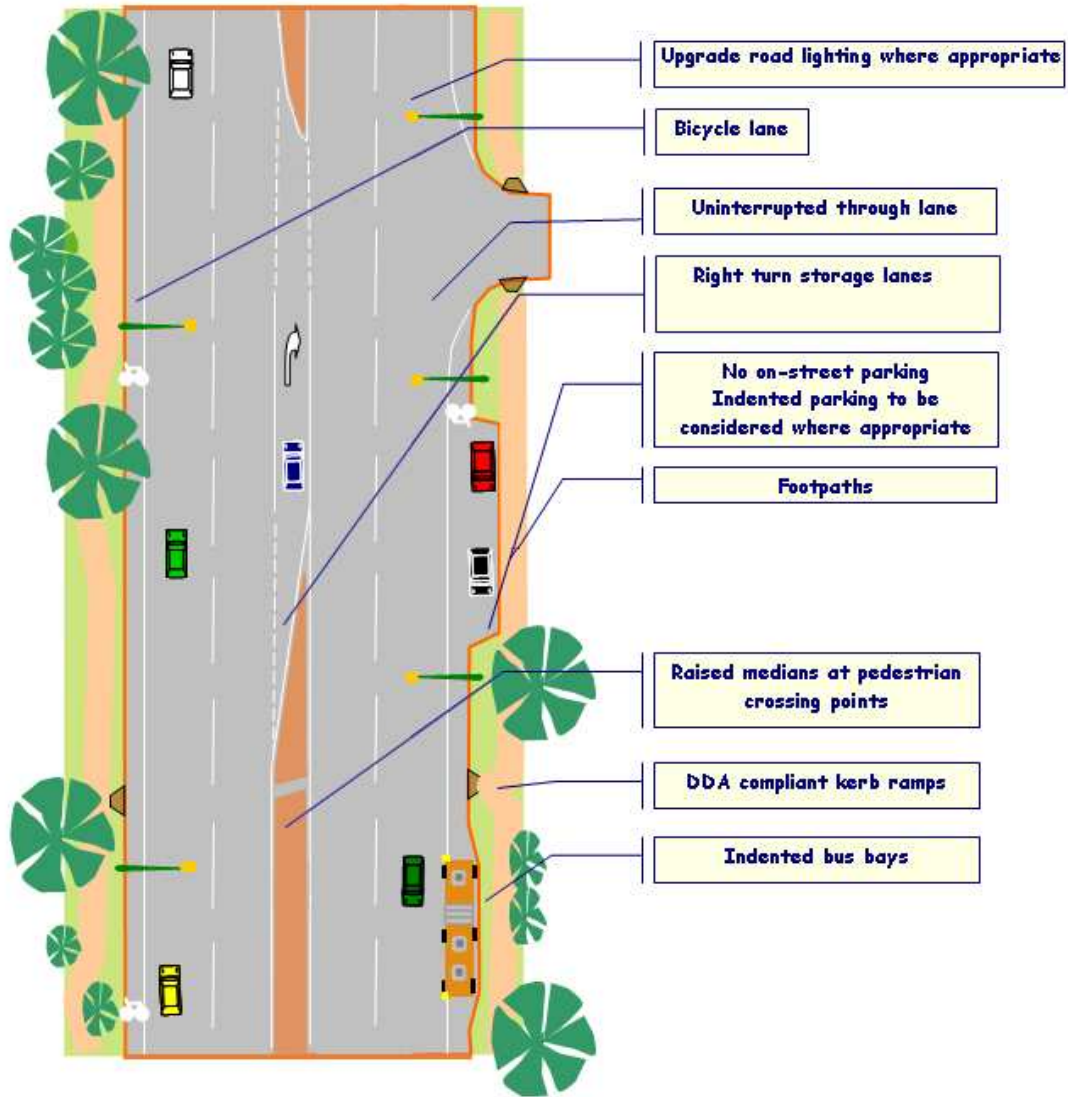 Upgrade road lighting where appropriate
Bicycle lane
Uninterrupted through lane
Right turn storage lanes
No on-street parking
Indented parking to be
considered where appropriate
Footpaths
Raised medians at pedestrian
crossing points
DDA compliant kerb ramps
Indented bus bays